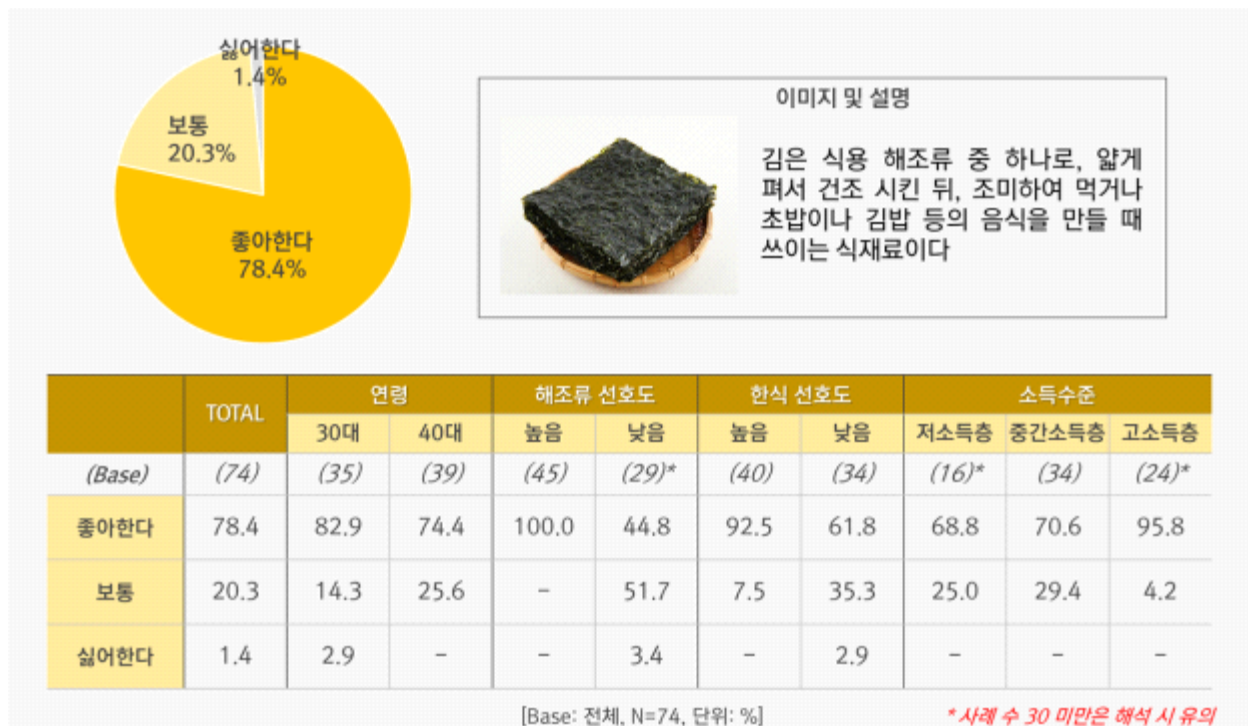 싫어한다
1.4%
보통
20.3%
좋아한다
78.4%
이미지 및 설명
김은 식용 해조류 중 하나로, 얇게
펴서 건조 시킨 뒤, 조미하여 먹거나
초밥이나 김밥 등의 음식을 만들 때
쓰이는 식재료이다
TOTAL 연령 해조류 선호도 한식 선호도 소득수준
30대 40대 높음 낮음 높음 낮음 저소득층 중간소득층 고소득층
(Base) (74) (35) (39) (45) (29)* (40) (34) (16)* (34) (24)*
좋아한다 78.4 82.9 74.4 100.0 44.8 92.5 61.8 68.8 70.6 95.8
보통 20.3 14.3 25.6 - 51.7 7.5 35.3 25.0 29.4 4.2
싫어한다 1.4 2.9 - - 3.4 - 2.9 - - -
[Base: 전체, N=74, 단위: %]
* 사례 수 30 미만은 해석 시 유의